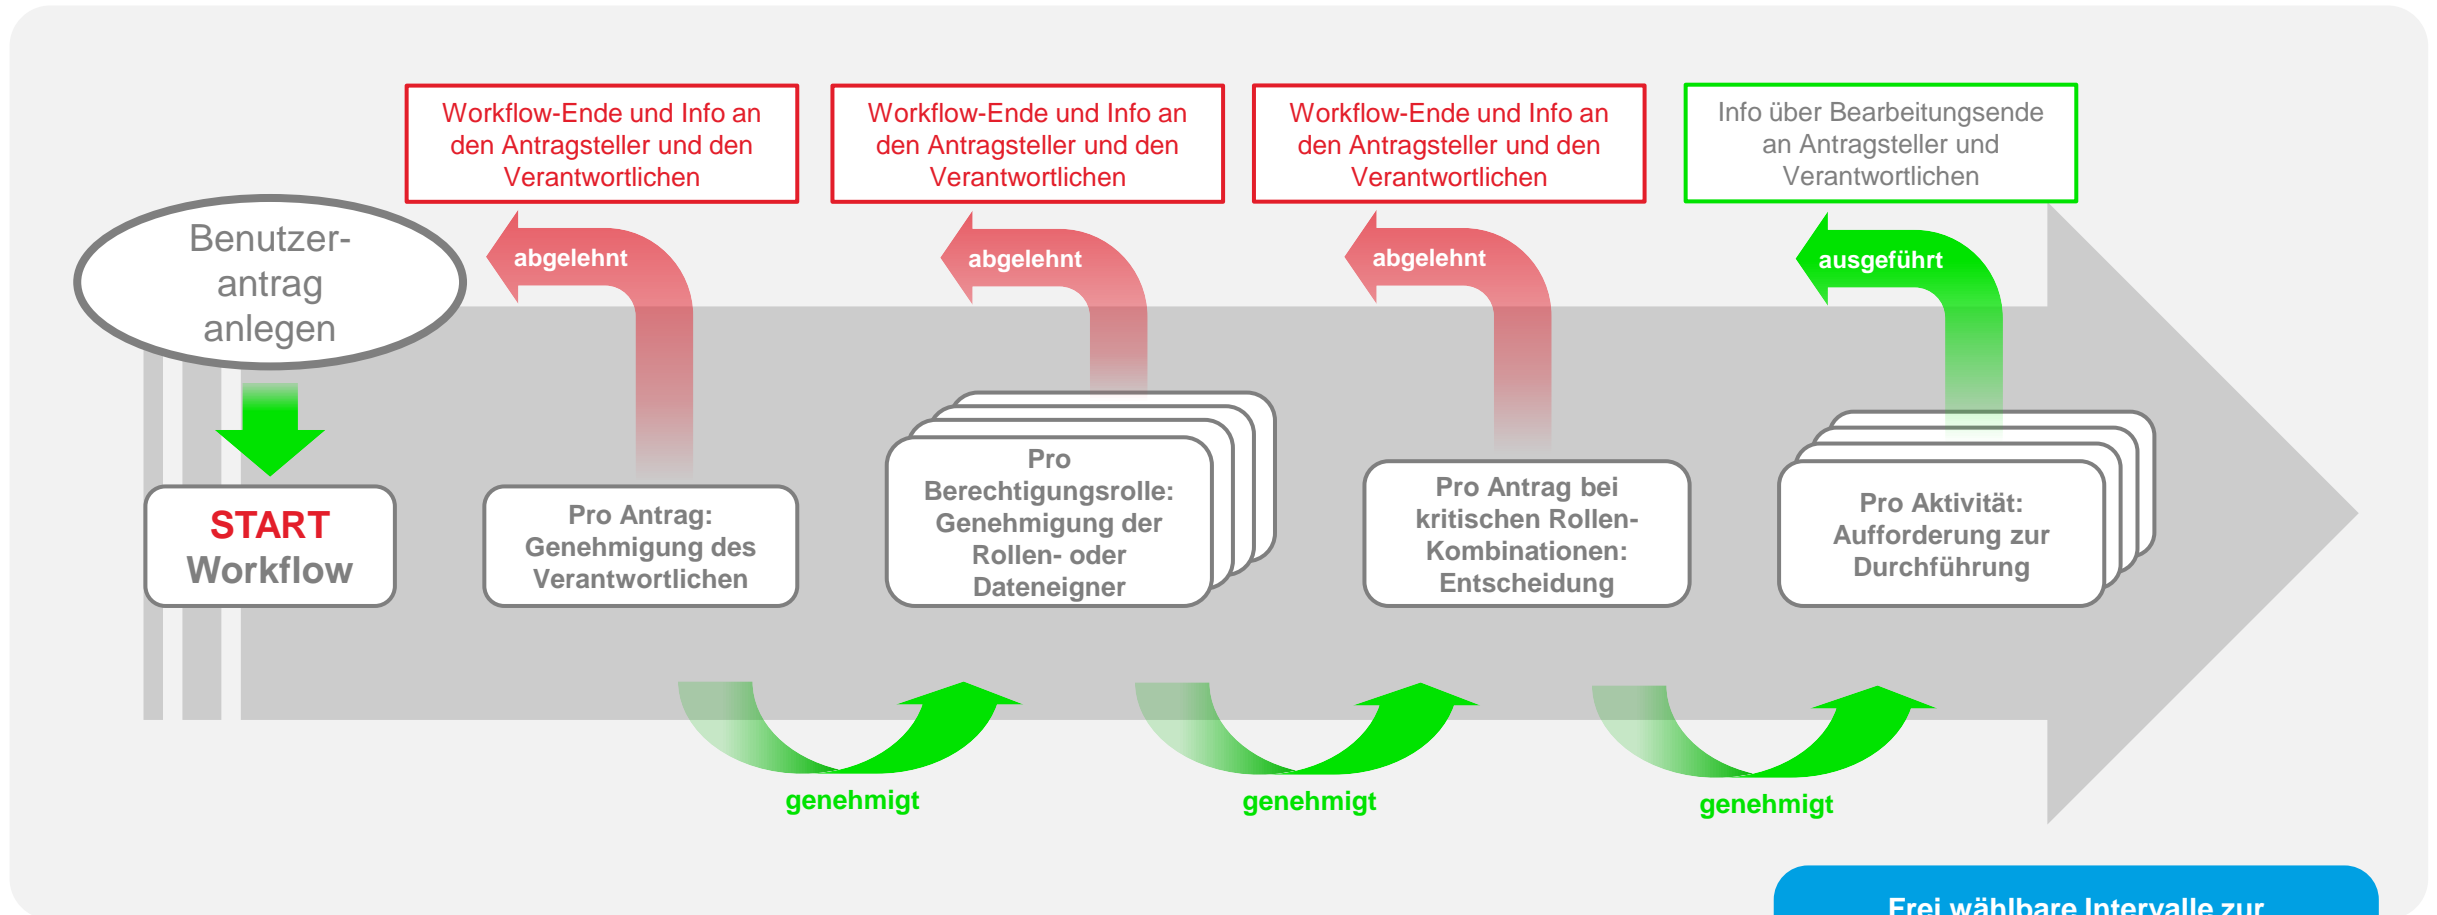 Workflow-Ende und Info an
den Antragsteller und den
Verantwortlichen
Workflow-Ende und Info an
den Antragsteller und den
Verantwortlichen
Workflow-Ende und Info an
den Antragsteller und den
Verantwortlichen
Info über Bearbeitungsende
an Antragsteller und
Verantwortlichen
Benutzer-
antrag
anlegen
abgelehnt
abgelehnt
abgelehnt
ausgeführt
START
Workflow
Pro Antrag:
Genehmigung des
Verantwortlichen
Pro
Berechtigungsrolle:
Genehmigung der
Rollen- oder
Dateneigner
Pro Antrag bei
kritischen Rollen-
Kombinationen:
Entscheidung
Pro Aktivität:
Aufforderung zur
Durchführung
genehmigt
genehmigt
genehmigt
Frei wählbare Intervalle zur